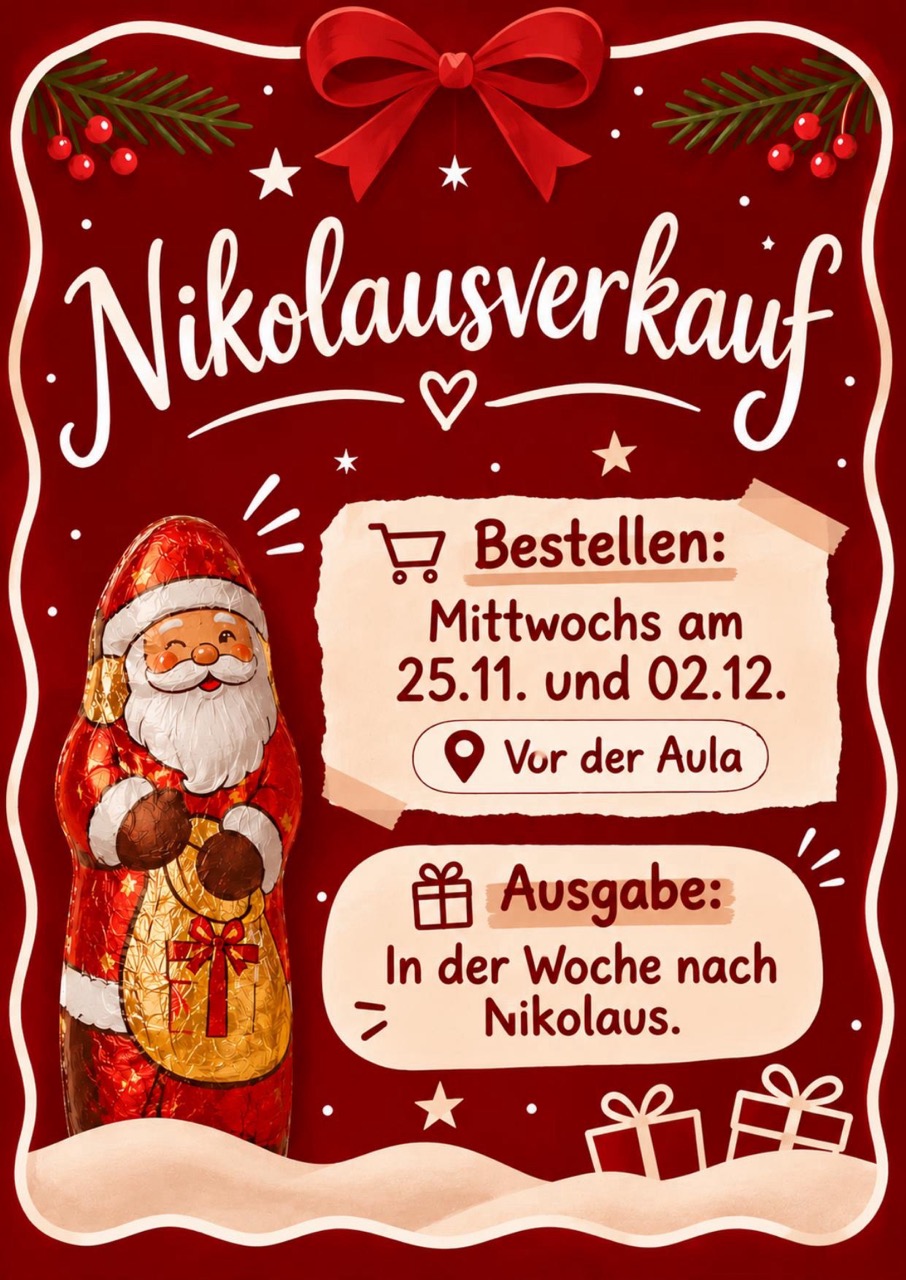 Nikolausverkauf
Bestellen:
Mittwochs am
25.11. und 02.12.
Vor der Aula
Ausgabe:
In der Woche nach
Nikolaus.